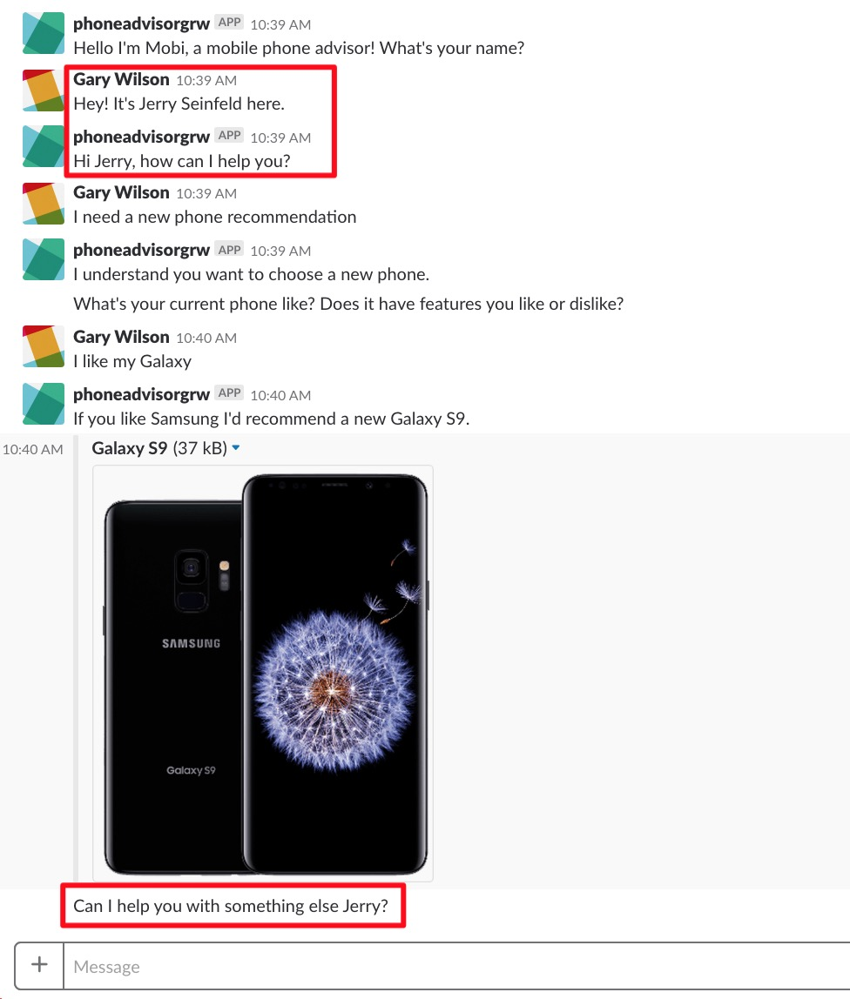 phoneadvisorgrw APP 10:39 AM
Hello I'm Mobi, a mobile phone advisor! What's your name?
Gary Wilson 10:39 AM
Hey! It's Jerry Seinfeld here.
phoneadvisorgrw APP 10:39 AM
Hi Jerry, how can I help you?
Gary Wilson 10:39 AM
I need a new phone recommendation
phoneadvisorgrw APP 10:39 AM
I understand you want to choose a new phone.
What's your current phone like? Does it have features you like or dislike?
Gary Wilson 10:40 AM
I like my Galaxy
phoneadvisorgrw APP 10:40 AM
If you like Samsung I'd recommend a new Galaxy S9.
10:40 AM Galaxy S9 (37 kB)
SAMSUNG
Galaxy S9
Can I help you with something else Jerry?
+ Message